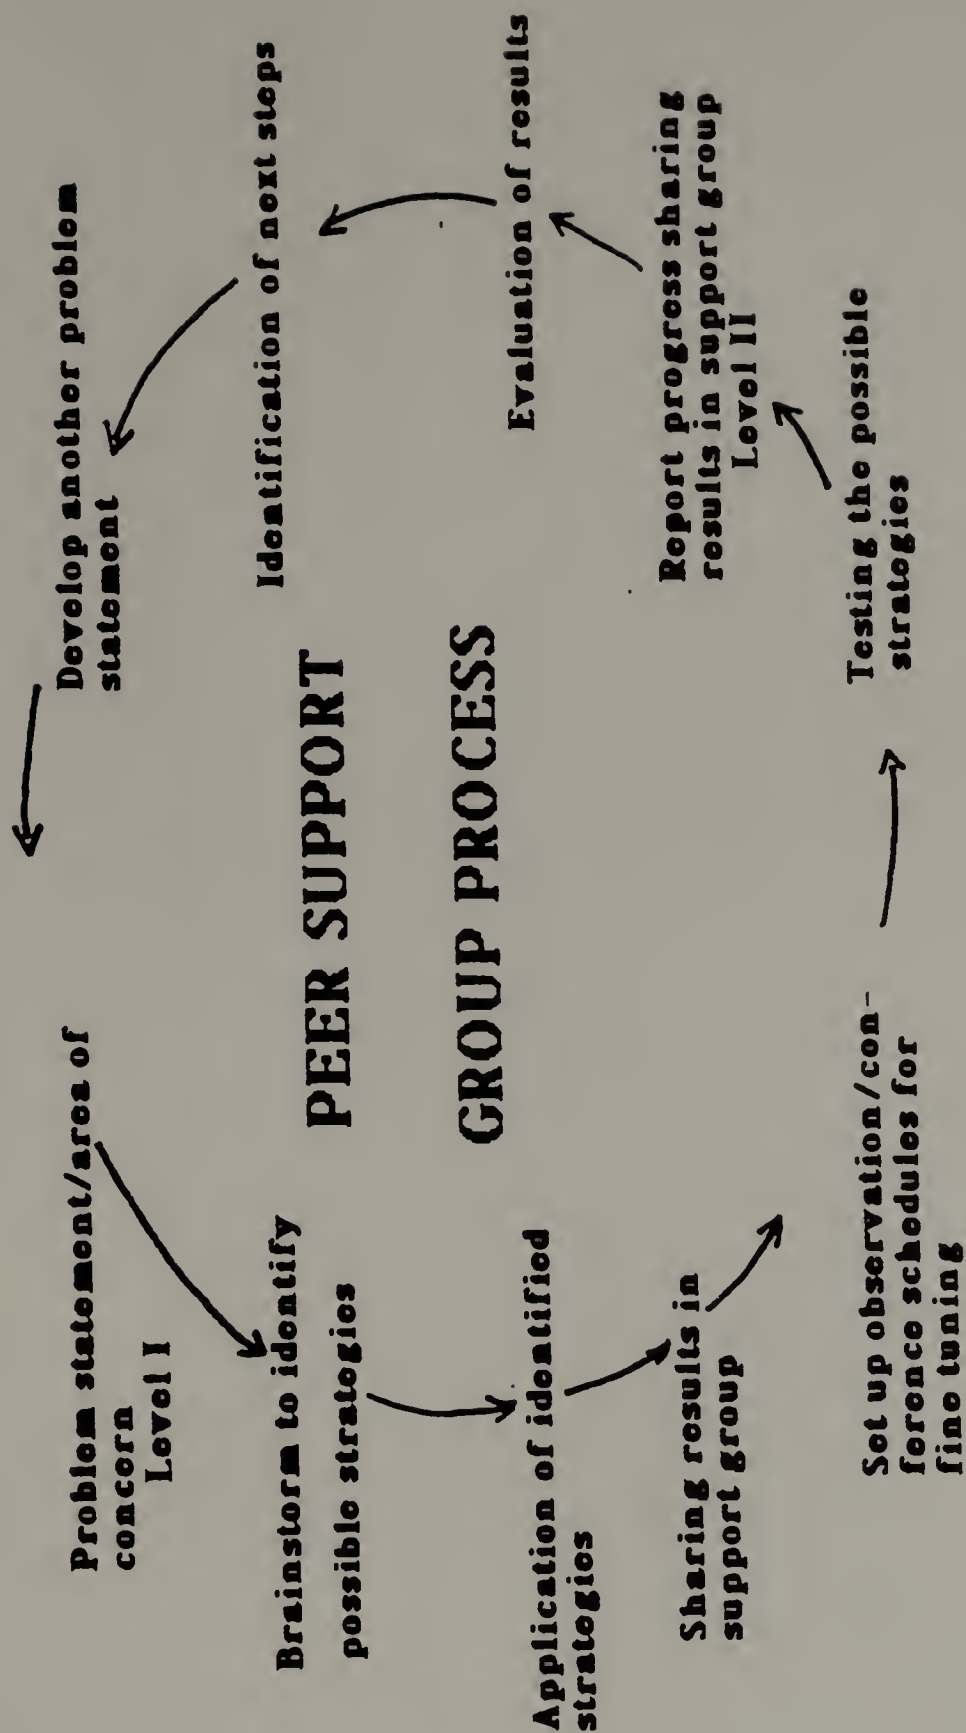 Problem statement/area of
concern
Level I
Brainstorm to identify
possible strategies
Application of identified
strategies
Sharing results in
support group
Set up observation/con-
ference schedules for
fine tuning
Testing the possible
strategies
Report progress sharing
results in support group
Level II
Evaluation of results
Identification of next steps
Develop another problem
statement
PEER SUPPORT
GROUP PROCESS